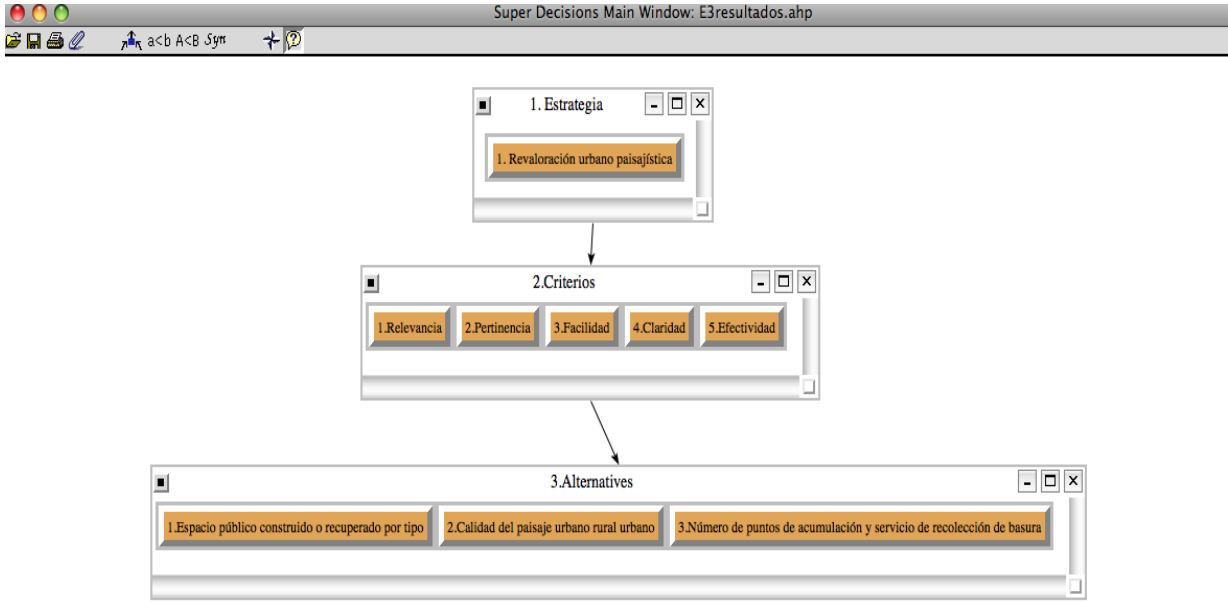 Super Decisions Main Window: E3resultados.ahp
a<b A<B Syn
1. Estrategia
1. Revaloración urbano paisajística
2.Criterios
1.Relevancia 2.Pertinencia 3.Facilidad 4.Claridad 5.Efectividad
3.Alternatives
1.Espacio público construido o recuperado por tipo 2.Calidad del paisaje urbano rural urbano 3.Número de puntos de acumulación y servicio de recolección de basura